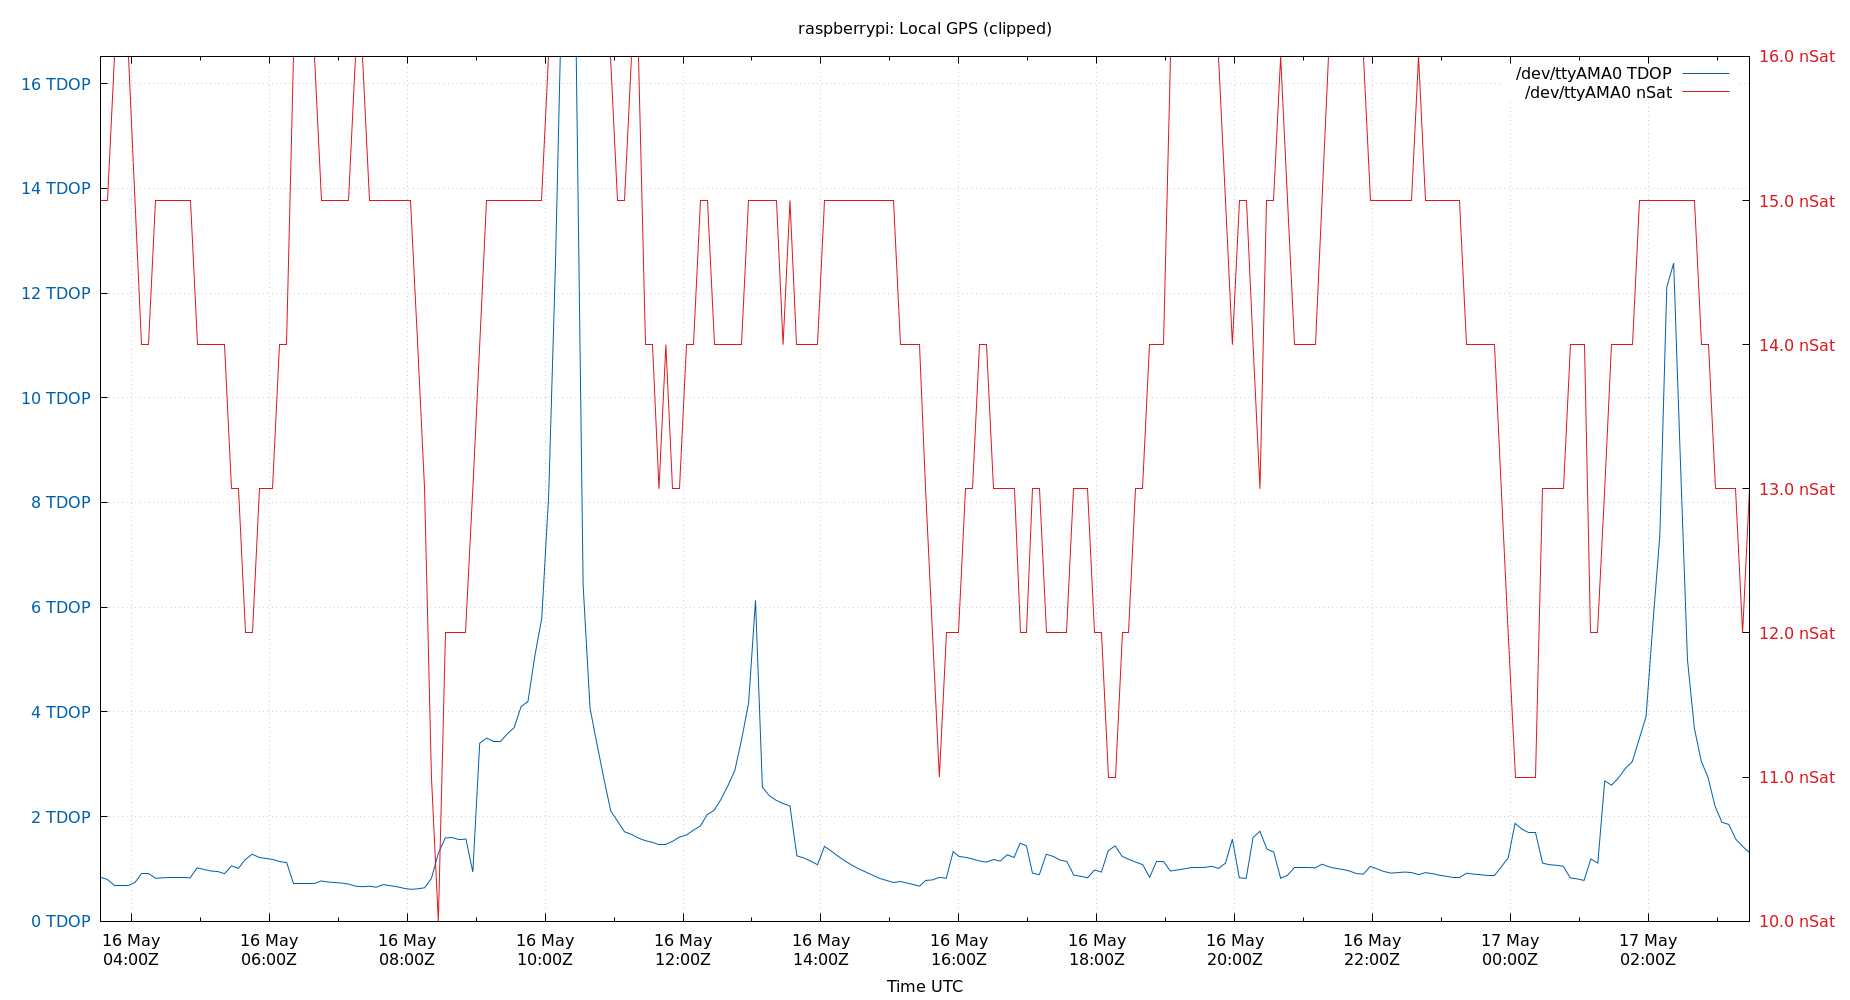 raspberrypi: Local GPS (clipped)
/dev/ttyAMA0 TDOP
/dev/ttyAMA0 nSat
16 TDOP
14 TDOP
12 TDOP
10 TDOP
8 TDOP
6 TDOP
4 TDOP
2 TDOP
0 TDOP
16.0 nSat
15.0 nSat
14.0 nSat
13.0 nSat
12.0 nSat
11.0 nSat
10.0 nSat
16 May 16 May 16 May 16 May 16 May 16 May 16 May 16 May 16 May 16 May 17 May 17 May
04:00Z 06:00Z 08:00Z 10:00Z 12:00Z 14:00Z 16:00Z 18:00Z 20:00Z 22:00Z 00:00Z 02:00Z
Time UTC